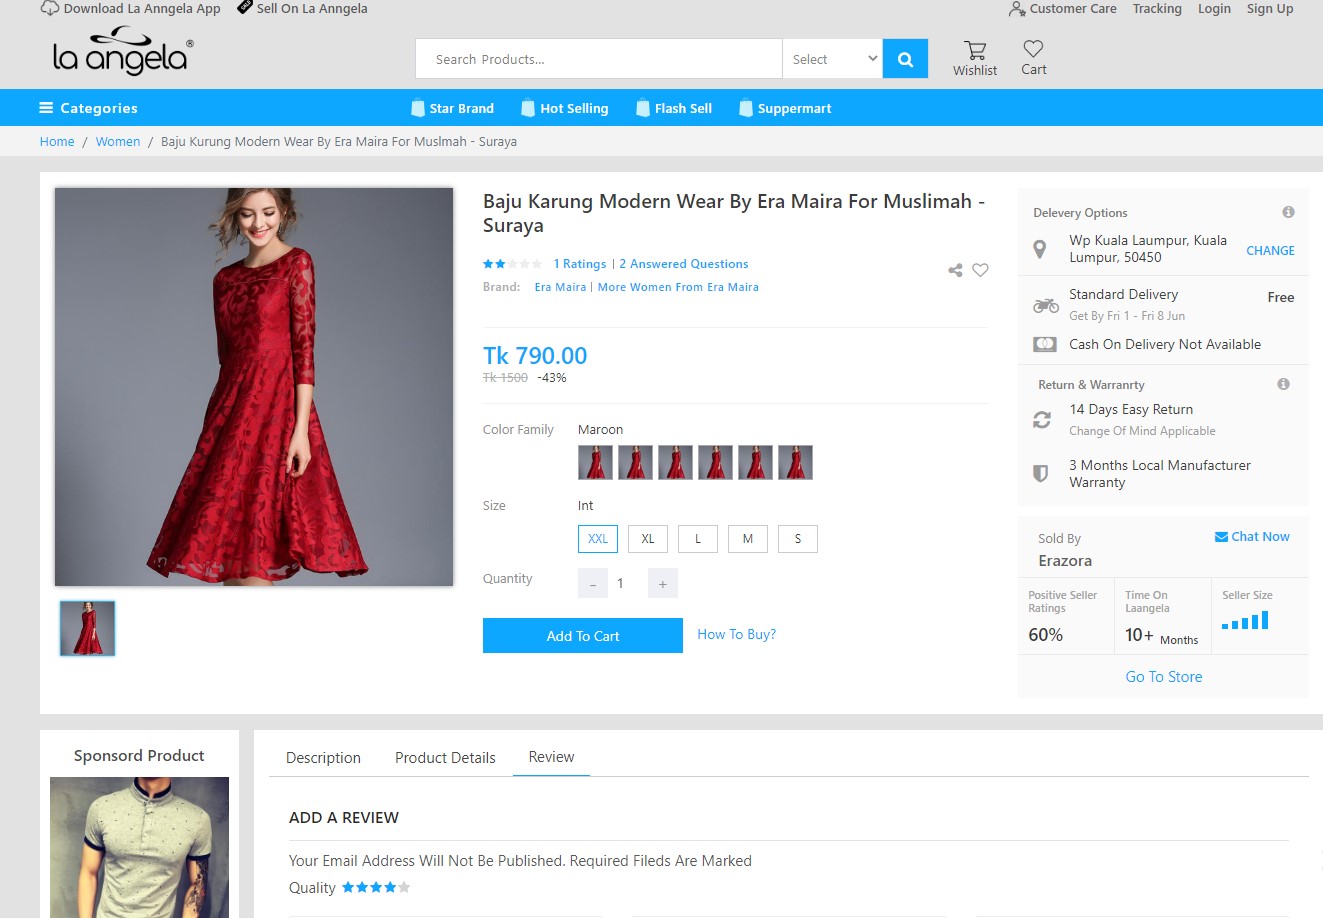 Download La Anngela App
Sell On La Anngela
Customer Care
Tracking
Login
Sign Up
la angela®
Search Products...
Select
Wishlist
Cart
Categories
Star Brand
Hot Selling
Flash Sell
Suppermart
Home / Women / Baju Kurung Modern Wear By Era Maira For Muslmah - Suraya
Baju Karung Modern Wear By Era Maira For Muslimah -
Suraya
1 Ratings | 2 Answered Questions
Brand: Era Maira | More Women From Era Maira
Tk 790.00
Tk 1500 -43%
Color Family Maroon
Size Int
XXL XL L M S
Quantity - 1 +
Add To Cart
How To Buy?
Delevery Options
Wp Kuala Laumpur, Kuala
Lumpur, 50450
CHANGE
Standard Delivery
Free
Get By Fri 1 - Fri 8 Jun
Cash On Delivery Not Available
Return & Warranrty
14 Days Easy Return
Change Of Mind Applicable
3 Months Local Manufacturer
Warranty
Sold By
Chat Now
Erazora
Positive Seller
Ratings
60%
Time On
Laangela
10+ Months
Seller Size
Go To Store
Sponsord Product
Description
Product Details
Review
ADD A REVIEW
Your Email Address Will Not Be Published. Required Fileds Are Marked
Quality